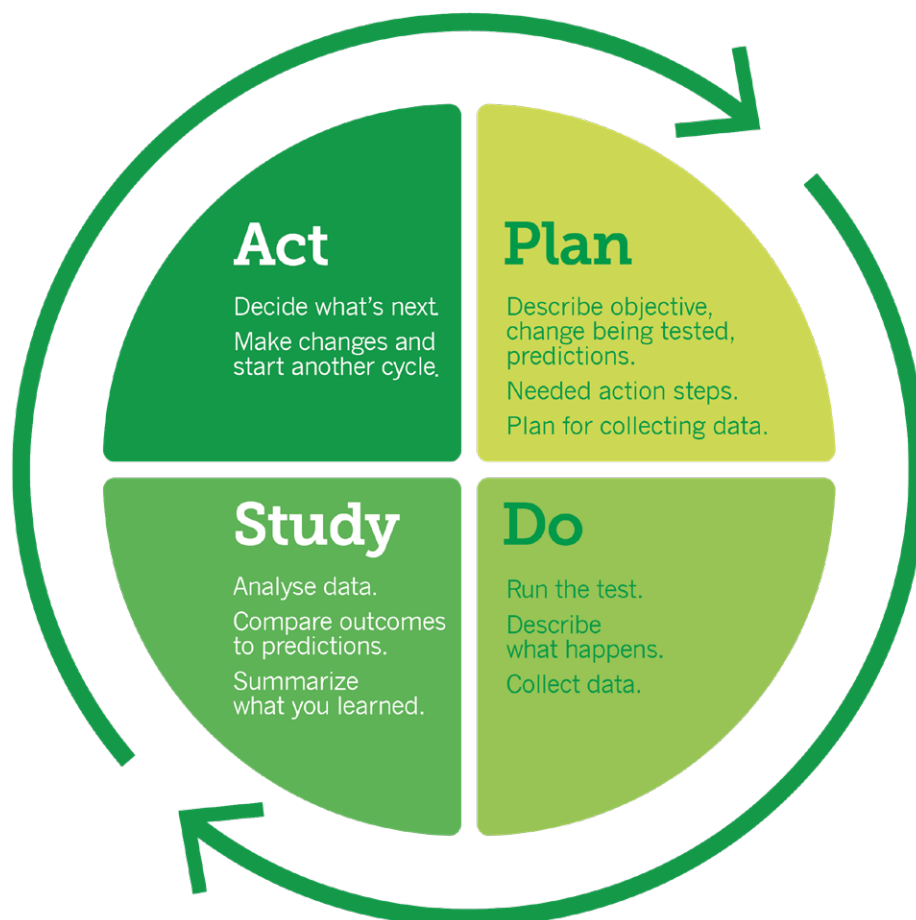 Act
Decide what's next.
Make changes and
start another cycle.
Plan
Describe objective,
change being tested,
predictions.
Needed action steps.
Plan for collecting data.
Study
Analyse data.
Compare outcomes
to predictions.
Summarize
what you learned.
Do
Run the test.
Describe
what happens.
Collect data.